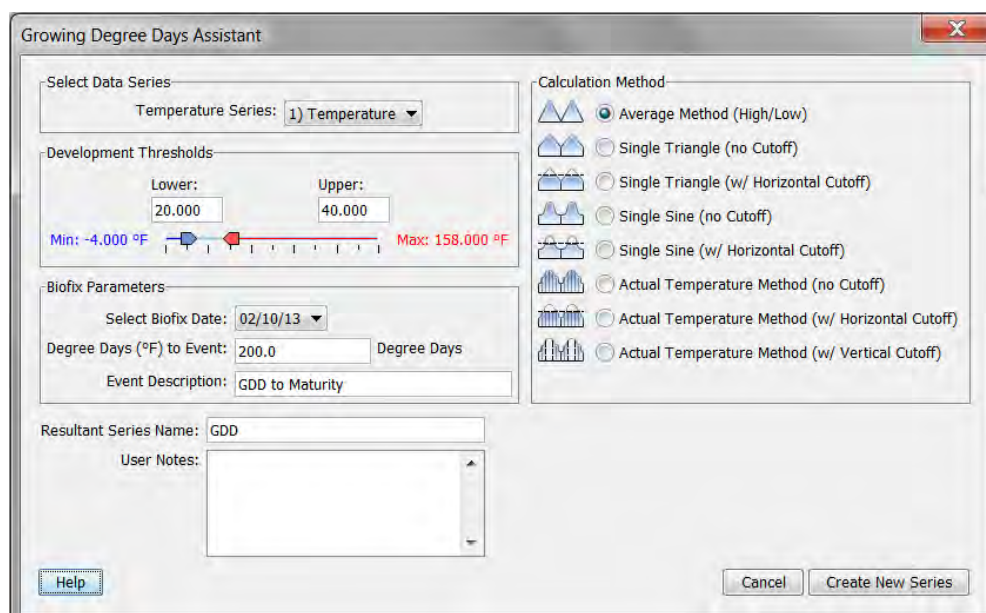 Growing Degree Days Assistant
Select Data Series
Temperature Series: 1) Temperature
Development Thresholds
Lower: Upper:
20.000 40.000
Min: -4.000 ºF Max: 158.000 ºF
Biofix Parameters
Select Biofix Date: 02/10/13
Degree Days (ºF) to Event: 200.0 Degree Days
Event Description: GDD to Maturity
Calculation Method
Average Method (High/Low)
Single Triangle (no Cutoff)
Single Triangle (w/ Horizontal Cutoff)
Single Sine (no Cutoff)
Single Sine (w/ Horizontal Cutoff)
Actual Temperature Method (no Cutoff)
Actual Temperature Method (w/ Horizontal Cutoff)
Actual Temperature Method (w/ Vertical Cutoff)
Resultant Series Name: GDD
User Notes:
Help Cancel Create New Series